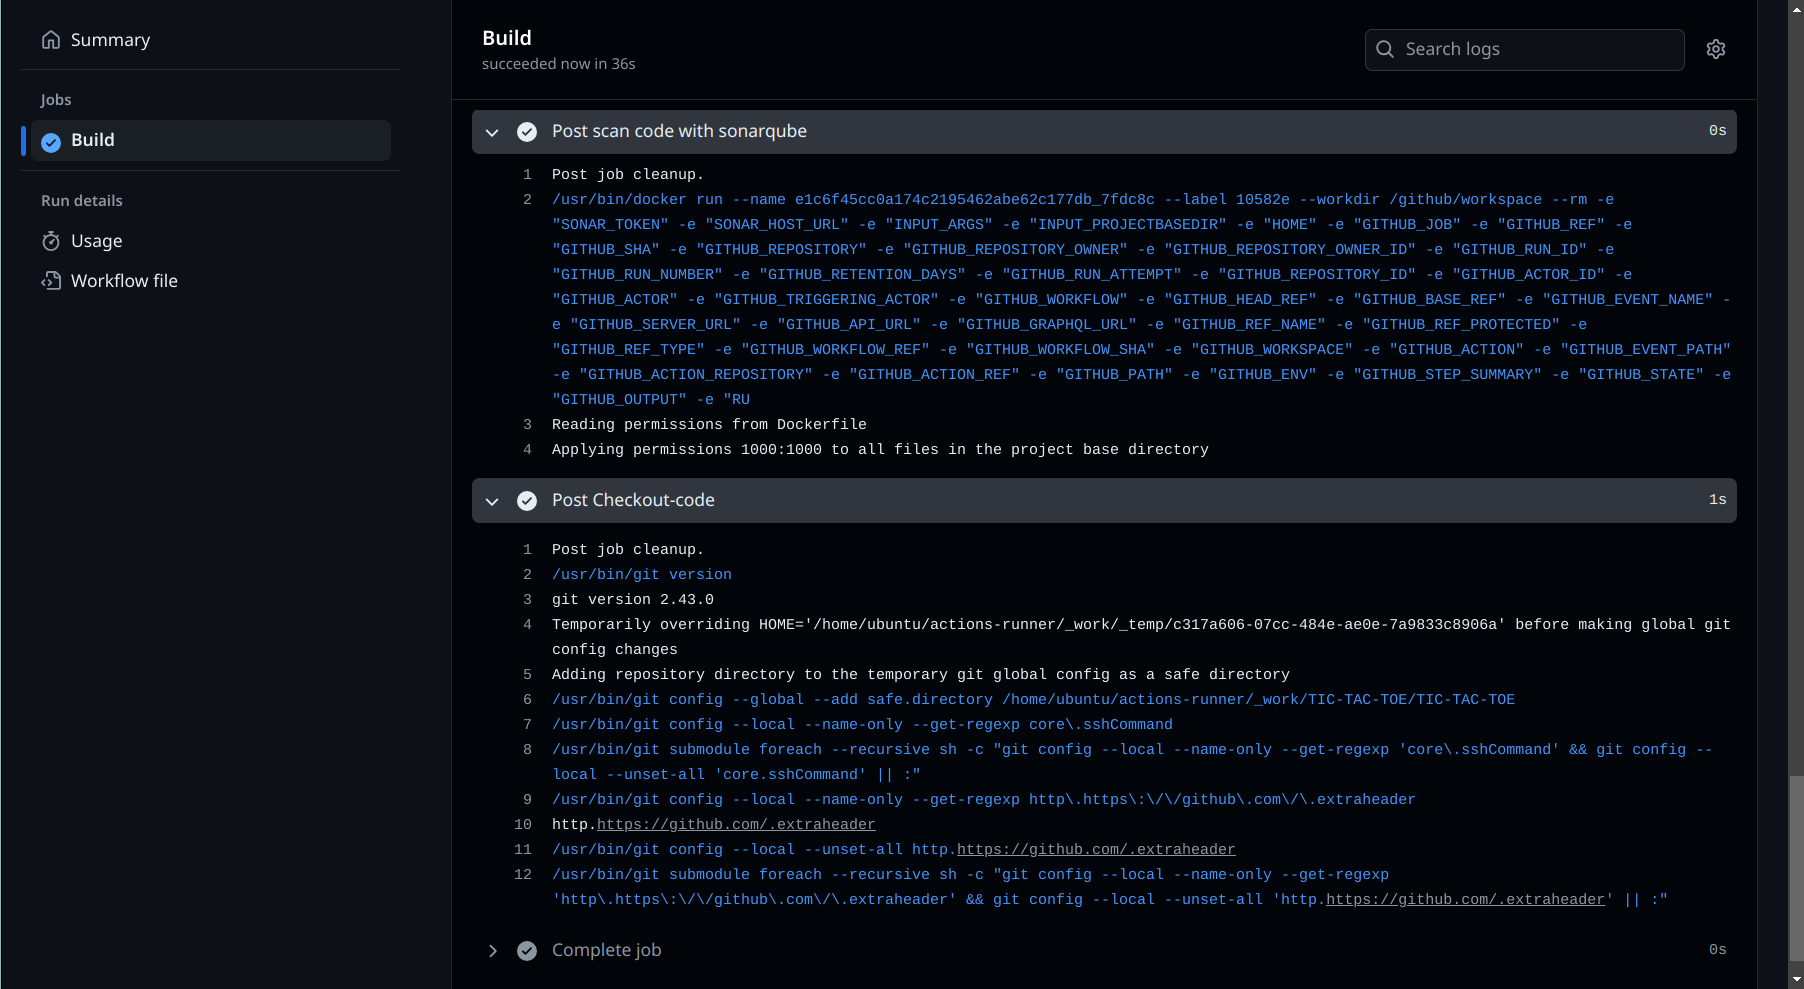 Summary
Jobs
Build
Run details
Usage
Workflow file
Build
succeeded now in 36s
Search logs
Post scan code with sonarqube 0s
1 Post job cleanup.
2 /usr/bin/docker run --name e1c6f45cc0a174c2195462abe62c177db_7fdc8c --label 10582e --workdir /github/workspace --rm -e
"SONAR_TOKEN" -e "SONAR_HOST_URL" -e "INPUT_ARGS" -e "INPUT_PROJECTBASEDIR" -e "HOME" -e "GITHUB_JOB" -e "GITHUB_REF" -e
"GITHUB_SHA" -e "GITHUB_REPOSITORY" -e "GITHUB_REPOSITORY_OWNER" -e "GITHUB_REPOSITORY_OWNER_ID" -e "GITHUB_RUN_ID" -e
"GITHUB_RUN_NUMBER" -e "GITHUB_RETENTION_DAYS" -e "GITHUB_RUN_ATTEMPT" -e "GITHUB_REPOSITORY_ID" -e "GITHUB_ACTOR_ID" -e
"GITHUB_ACTOR" -e "GITHUB_TRIGGERING_ACTOR" -e "GITHUB_WORKFLOW" -e "GITHUB_HEAD_REF" -e "GITHUB_BASE_REF" -e "GITHUB_EVENT_NAME" -
e "GITHUB_SERVER_URL" -e "GITHUB_API_URL" -e "GITHUB_GRAPHQL_URL" -e "GITHUB_REF_NAME" -e "GITHUB_REF_PROTECTED" -e
"GITHUB_REF_TYPE" -e "GITHUB_WORKFLOW_REF" -e "GITHUB_WORKFLOW_SHA" -e "GITHUB_WORKSPACE" -e "GITHUB_ACTION" -e "GITHUB_EVENT_PATH"
-e "GITHUB_ACTION_REPOSITORY" -e "GITHUB_ACTION_REF" -e "GITHUB_PATH" -e "GITHUB_ENV" -e "GITHUB_STEP_SUMMARY" -e "GITHUB_STATE" -e
"GITHUB_OUTPUT" -e "RU
3 Reading permissions from Dockerfile
4 Applying permissions 1000:1000 to all files in the project base directory
Post Checkout-code 1s
1 Post job cleanup.
2 /usr/bin/git version
3 git version 2.43.0
4 Temporarily overriding HOME='/home/ubuntu/actions-runner/_work/_temp/c317a606-07cc-484e-ae0e-7a9833c8906a' before making global git
config changes
5 Adding repository directory to the temporary git global config as a safe directory
6 /usr/bin/git config --global --add safe.directory /home/ubuntu/actions-runner/_work/TIC-TAC-TOE/TIC-TAC-TOE
7 /usr/bin/git config --local --name-only --get-regexp core\.sshCommand
8 /usr/bin/git submodule foreach --recursive sh -c "git config --local --name-only --get-regexp 'core\.sshCommand' && git config --
local --unset-all 'core.sshCommand' || :"
9 /usr/bin/git config --local --name-only --get-regexp http\.https\:\/\/github\.com\/\.extraheader
10 http.https://github.com/.extraheader
11 /usr/bin/git config --local --unset-all http.https://github.com/.extraheader
12 /usr/bin/git submodule foreach --recursive sh -c "git config --local --name-only --get-regexp
'http\.https\:\/\/github\.com\/\.extraheader' && git config --local --unset-all 'http.https://github.com/.extraheader' || :"
Complete job 0s